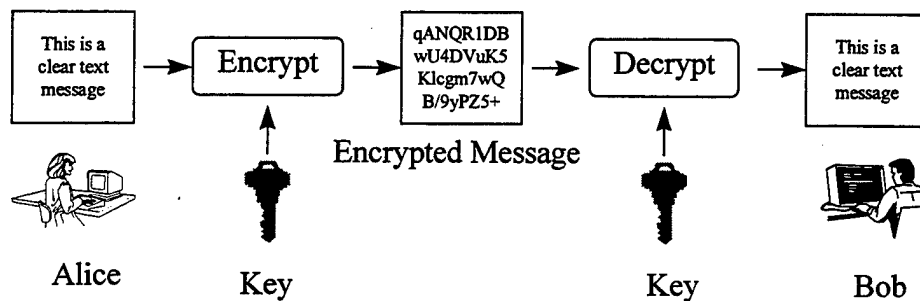 This is a
clear text
message
Encrypt
qANQR1DB
wU4DVuK5
Klcgm7wQ
B/9yPZ5+
Decrypt
This is a
clear text
message
Encrypted Message
Alice
Key
Key
Bob